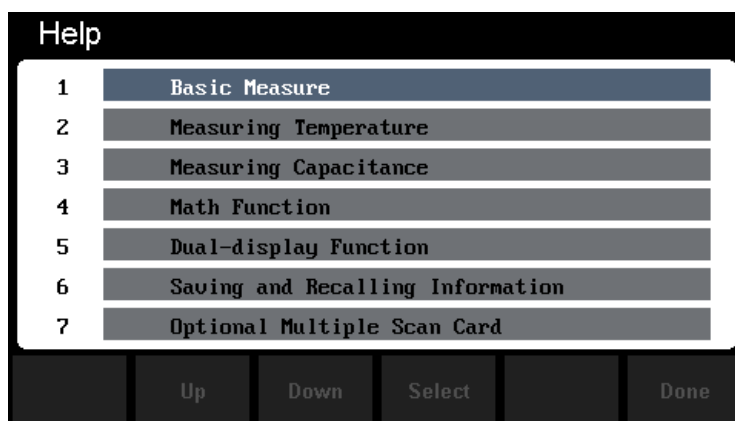 Help
1 Basic Measure
2 Measuring Temperature
3 Measuring Capacitance
4 Math Function
5 Dual-display Function
6 Saving and Recalling Information
7 Optional Multiple Scan Card
Up Down Select Done